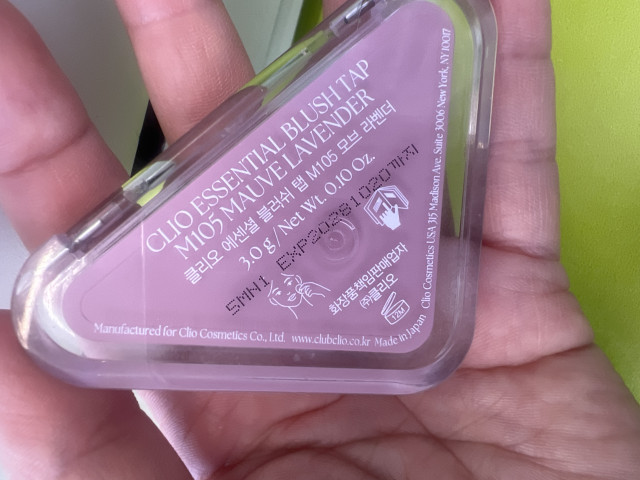 CLIO ESSENTIAL BLUSH TAP
M105 MAUVE LAVENDER
클리오 에센셜 블러쉬 탭 M105 모브 라벤더
3.0 g / Net Wt. 0.10 Oz.
5MN1 EXP20281020까지
화장품책임판매업자
(주)클리오
12M
Manufactured for Clio Cosmetics Co., Ltd. www.clubclio.co.kr Made in Japan
Clio Cosmetics USA 315 Madison Ave. Suite 3006 New York, NY 10017